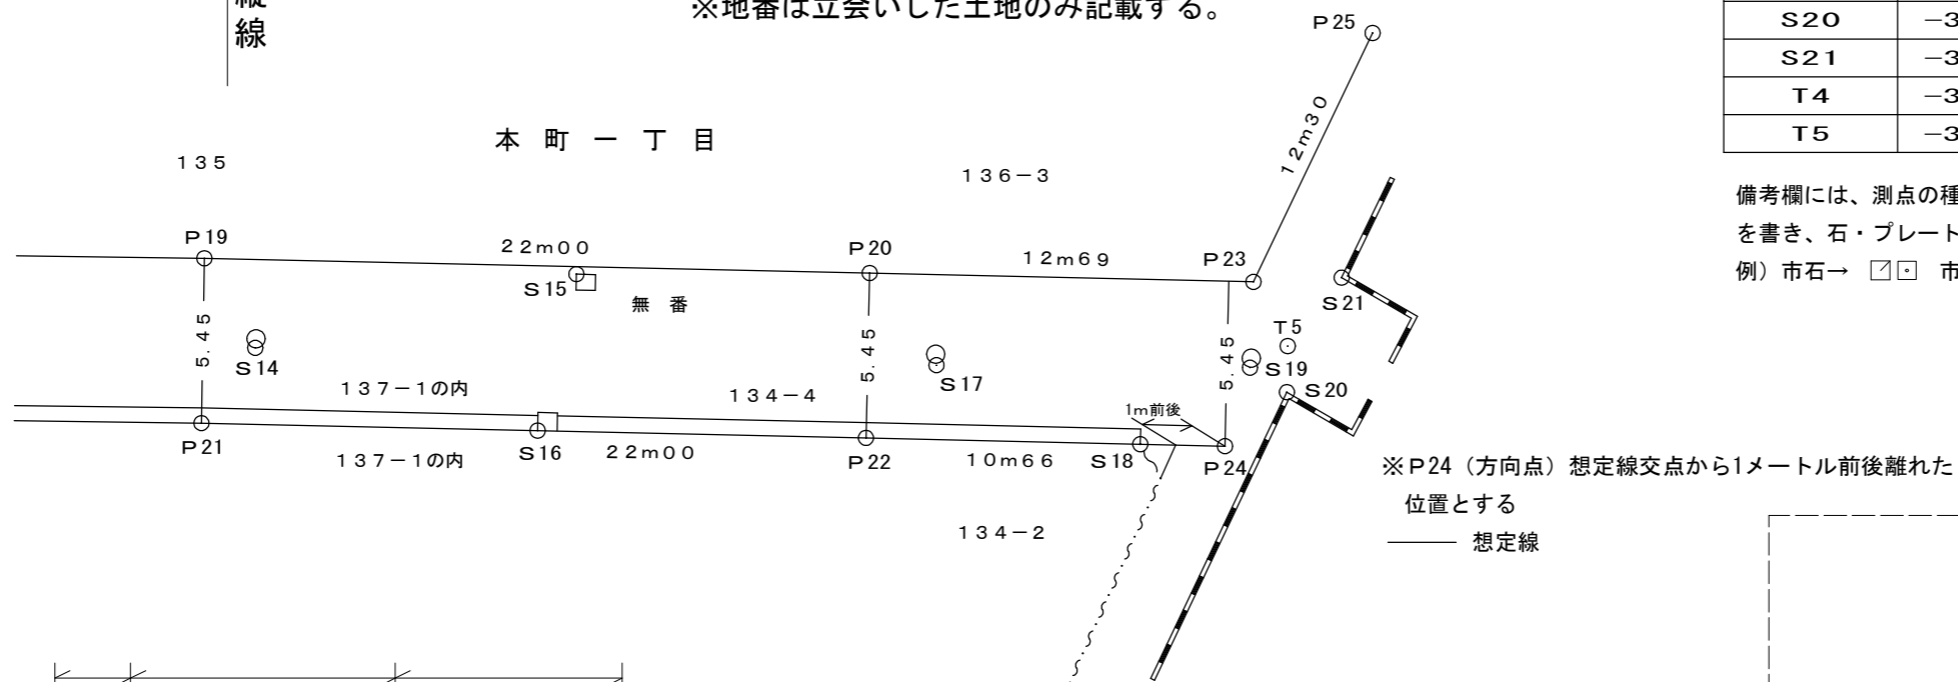 線
※地番は立会いした土地のみ記載する。
P25
S20 －3
S21 －3
T4 －3
T5 －3
12m30
本町一丁目
135
136－3
備考欄には、測点の種
を書き、石・プレート
例）市石→ 市
P19
22m00
P20
12m69
P23
S15
無番
S21
5.45
S14
5.45
S17
5.45
T5
S19
S20
137－1の内
134－4
1m前後
P21
137－1の内
S16
22m00
P22
10m66
S18
P24
※P24（方向点）想定線交点から1メートル前後離れた
位置とする
134－2
想定線